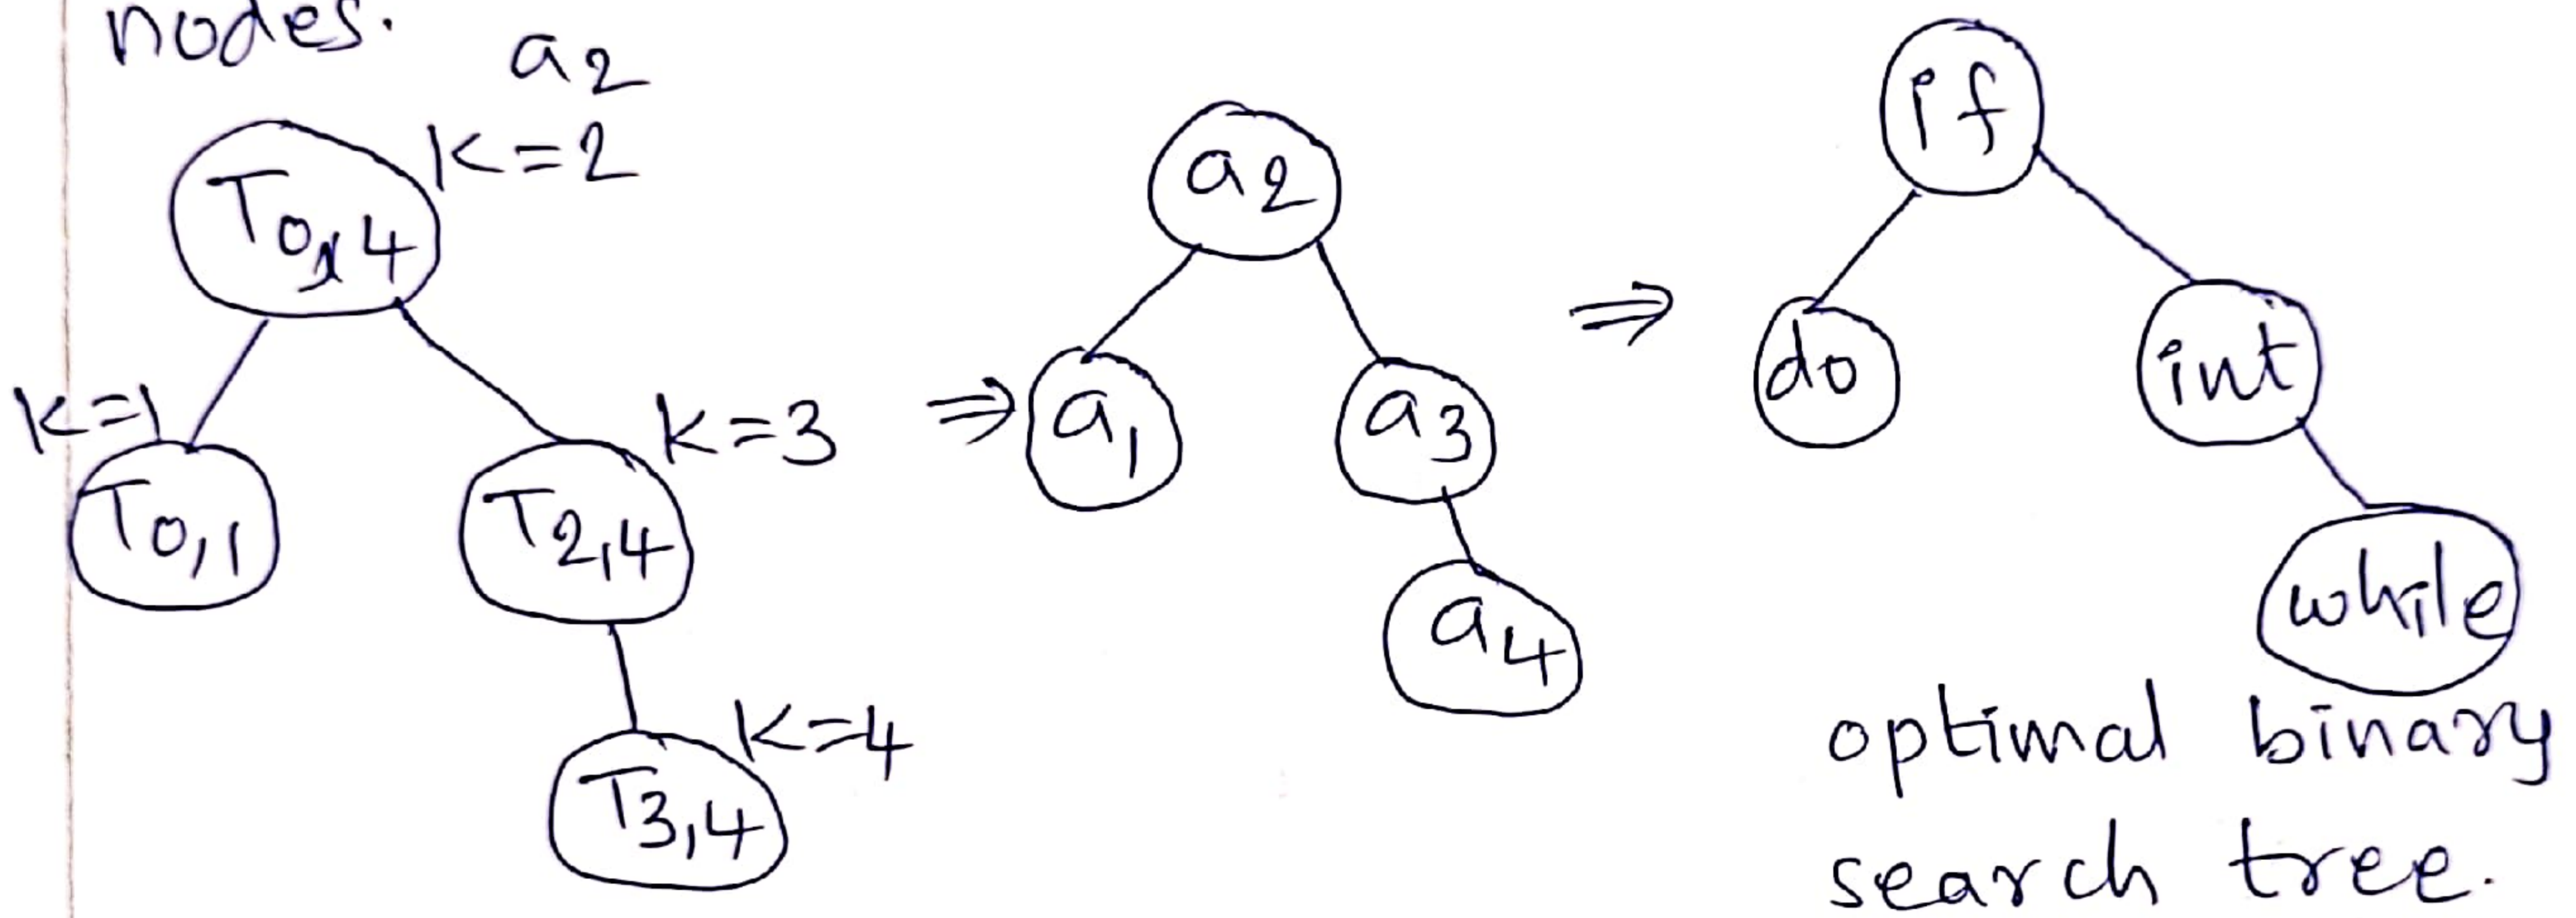 nodes.
a2
K=2
T0,4
K=1
T0,1
K=3
T2,4
K=4
T3,4
⇒
a2
a1
a3
a4
⇒
if
do
int
while
optimal binary
search tree.